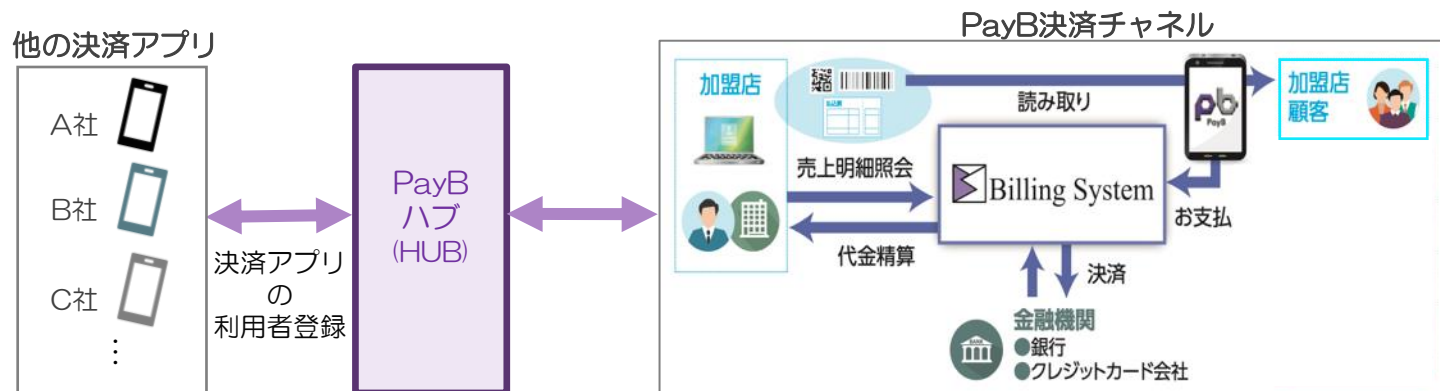 PayB決済チャネル
他の決済アプリ
A社
B社
C社
⋮
決済アプリ
の
利用者登録
PayB
ハブ
(HUB)
加盟店
読み取り
pb
PayB
加盟店
顧客
売上明細照会
Billing System
お支払
代金精算
決済
金融機関
●銀行
●クレジットカード会社
BANK